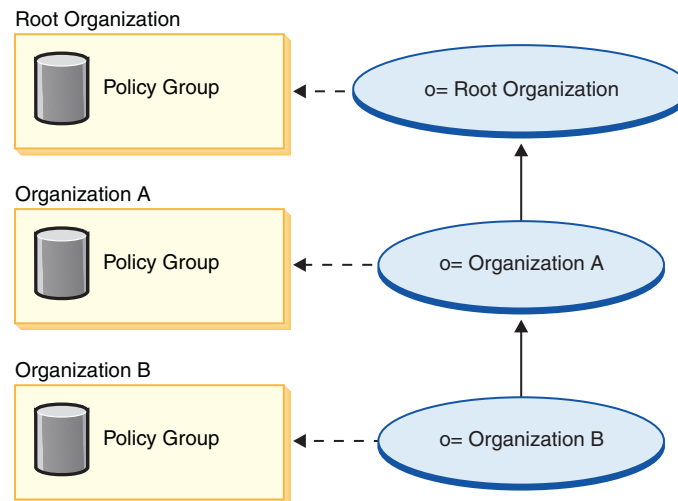 Root Organization
Policy Group
o= Root Organization
Organization A
Policy Group
o= Organization A
Organization B
Policy Group
o= Organization B